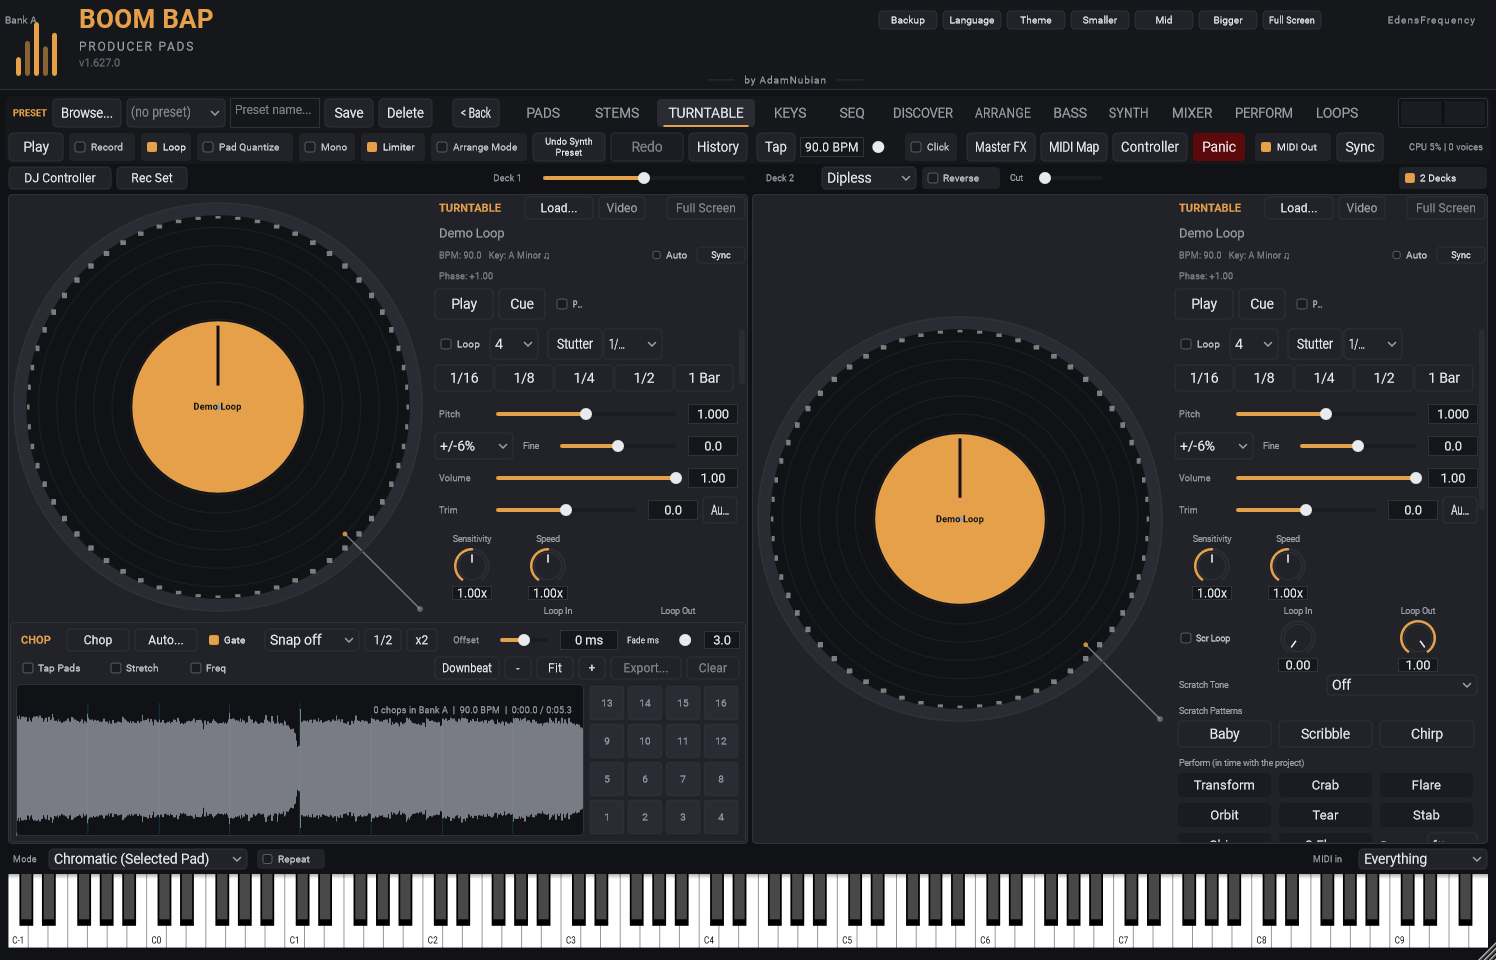 Bank A
BOOM BAP
PRODUCER PADS
v1.627.0
Backup Language Theme Smaller Mid Bigger Full Screen EdensFrequency
by AdamNubian
PRESET Browse... (no preset) Preset name... Save Delete < Back PADS STEMS TURNTABLE KEYS SEQ DISCOVER ARRANGE BASS SYNTH MIXER PERFORM LOOPS
Play Record Loop Pad Quantize Mono Limiter Arrange Mode Undo Synth Preset Redo History Tap 90.0 BPM Click Master FX MIDI Map Controller Panic MIDI Out Sync CPU 5% | 0 voices
DJ Controller Rec Set Deck 1 Deck 2 Dipless Reverse Cut 2 Decks
TURNTABLE Load... Video Full Screen
Demo Loop
BPM: 90.0 Key: A Minor ♫ Auto Sync
Phase: +1.00
Play Cue P..
Loop 4 Stutter 1/...
1/16 1/8 1/4 1/2 1 Bar
Pitch 1.000
+/-6% Fine 0.0
Volume 1.00
Trim 0.0 Au...
Sensitivity Speed
1.00x 1.00x
Loop In Loop Out
Demo Loop
CHOP Chop Auto... Gate Snap off 1/2 x2 Offset 0 ms Fade ms 3.0
Tap Pads Stretch Freq Downbeat - Fit + Export... Clear
0 chops in Bank A | 90.0 BPM | 0:00.0 / 0:05.3
13 14 15 16
9 10 11 12
5 6 7 8
1 2 3 4
TURNTABLE Load... Video Full Screen
Demo Loop
BPM: 90.0 Key: A Minor ♫ Auto Sync
Phase: +1.00
Play Cue P..
Loop 4 Stutter 1/...
1/16 1/8 1/4 1/2 1 Bar
Pitch 1.000
+/-6% Fine 0.0
Volume 1.00
Trim 0.0 Au...
Sensitivity Speed
1.00x 1.00x
Demo Loop
Loop In Loop Out
Scr Loop
0.00 1.00
Scratch Tone Off
Scratch Patterns
Baby Scribble Chirp
Perform (in time with the project)
Transform Crab Flare
Orbit Tear Stab
Mode Chromatic (Selected Pad) Repeat MIDI in Everything
C-1 C0 C1 C2 C3 C4 C5 C6 C7 C8 C9